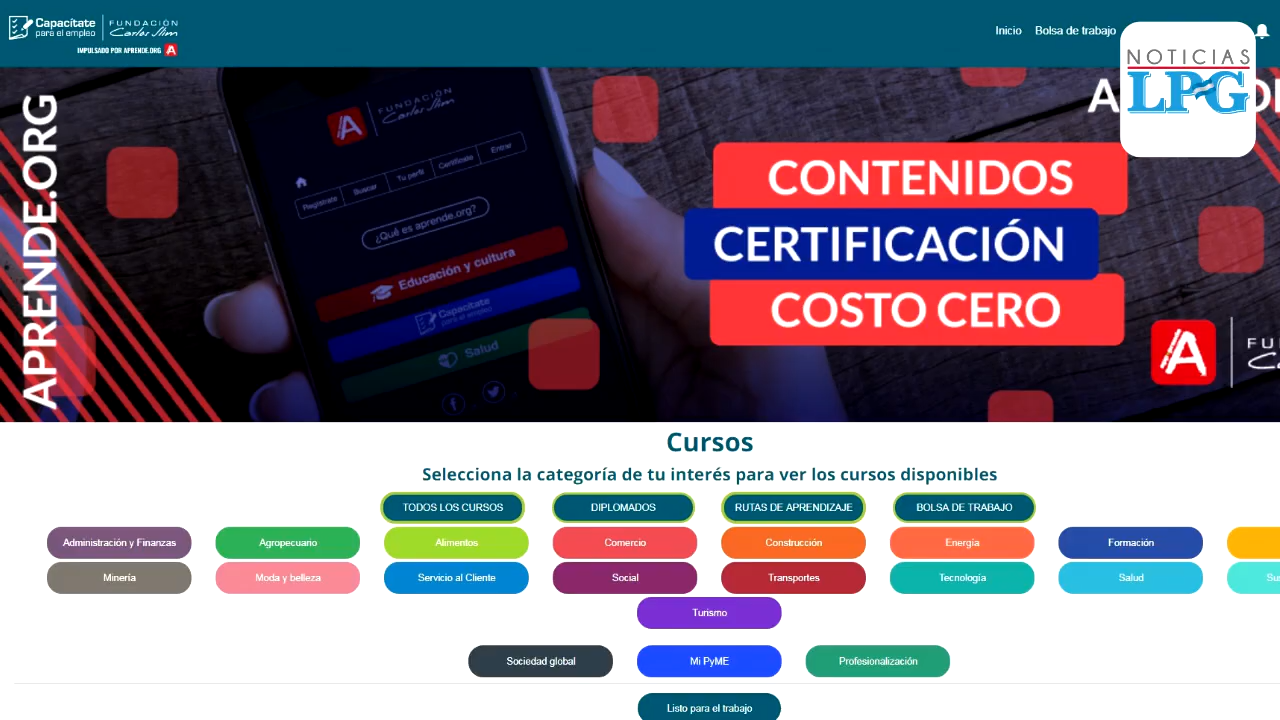 Capacítate
para el empleo
FUNDACIÓN
Carlos Slim
IMPULSADO POR APRENDE.ORG
Inicio
Bolsa de trabajo
NOTICIAS
LPG
APRENDE.ORG
FUNDACIÓN
Carlos Slim
Regístrate
Buscar
Tu perfil
Certifícate
Entrar
¿Qué es aprende.org?
Educación y cultura
Capacítate
para el empleo
Salud
CONTENIDOS
CERTIFICACIÓN
COSTO CERO
Cursos
Selecciona la categoría de tu interés para ver los cursos disponibles
TODOS LOS CURSOS
DIPLOMADOS
RUTAS DE APRENDIZAJE
BOLSA DE TRABAJO
Administración y Finanzas
Agropecuario
Alimentos
Comercio
Construcción
Energía
Formación
Minería
Moda y belleza
Servicio al Cliente
Social
Transportes
Tecnología
Salud
Turismo
Sociedad global
Mi PyME
Profesionalización
Listo para el trabajo